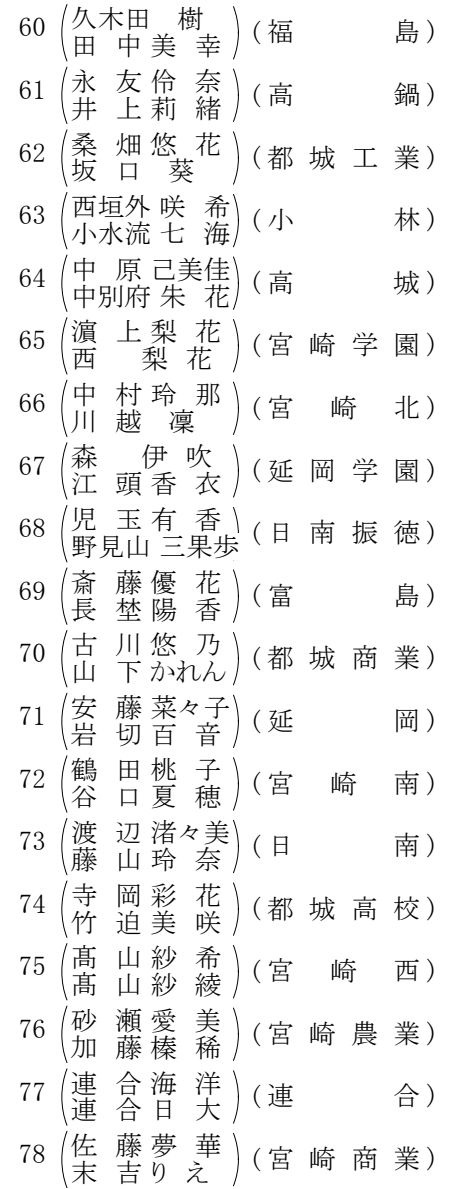 60 久木田 樹 (福島)
田中美幸
61 永友伶奈 (高鍋)
井上莉緒
62 桑畑悠花 (都城工業)
坂口葵
63 西垣外咲希 (小林)
小水流七海
64 中原己美佳 (高城)
中別府朱花
65 濵上梨花 (宮崎学園)
西梨花
66 中村玲那 (宮崎北)
川越凜
67 森伊吹 (延岡学園)
江頭香衣
68 児玉有香 (日南振徳)
野見山三果歩
69 斎藤優花 (富島)
長埜陽香
70 古川悠乃 (都城商業)
山下かれん
71 安藤菜々子 (延岡)
岩切百音
72 鶴田桃子 (宮崎南)
谷口夏穂
73 渡辺渚々美 (日南)
藤山玲奈
74 寺岡彩花 (都城高校)
竹迫美咲
75 髙山紗希 (宮崎西)
髙山紗綾
76 砂瀬愛美 (宮崎農業)
加藤榛稀
77 連合海洋 (連合)
連合日大
78 佐藤夢華 (宮崎商業)
末吉りえ